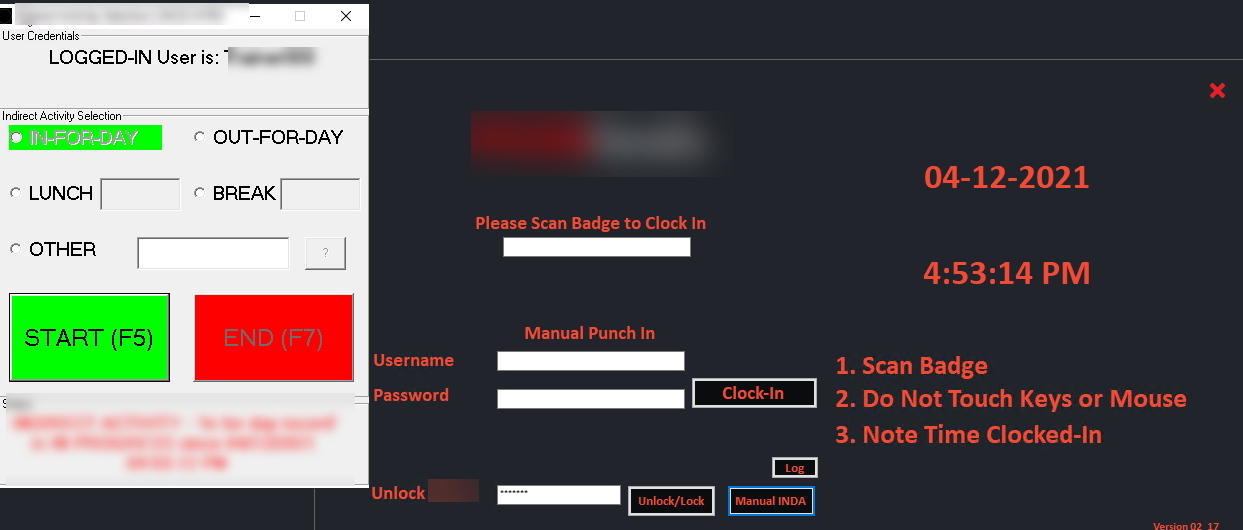 User Credentials
LOGGED-IN User is:
Indirect Activity Selection
IN-FOR-DAY
OUT-FOR-DAY
LUNCH
BREAK
OTHER
?
START (F5)
END (F7)
04-12-2021
Please Scan Badge to Clock In
4:53:14 PM
Manual Punch In
Username
Password
Clock-In
1. Scan Badge
2. Do Not Touch Keys or Mouse
3. Note Time Clocked-In
Log
Unlock
Unlock/Lock
Manual INDA
Version 02_17